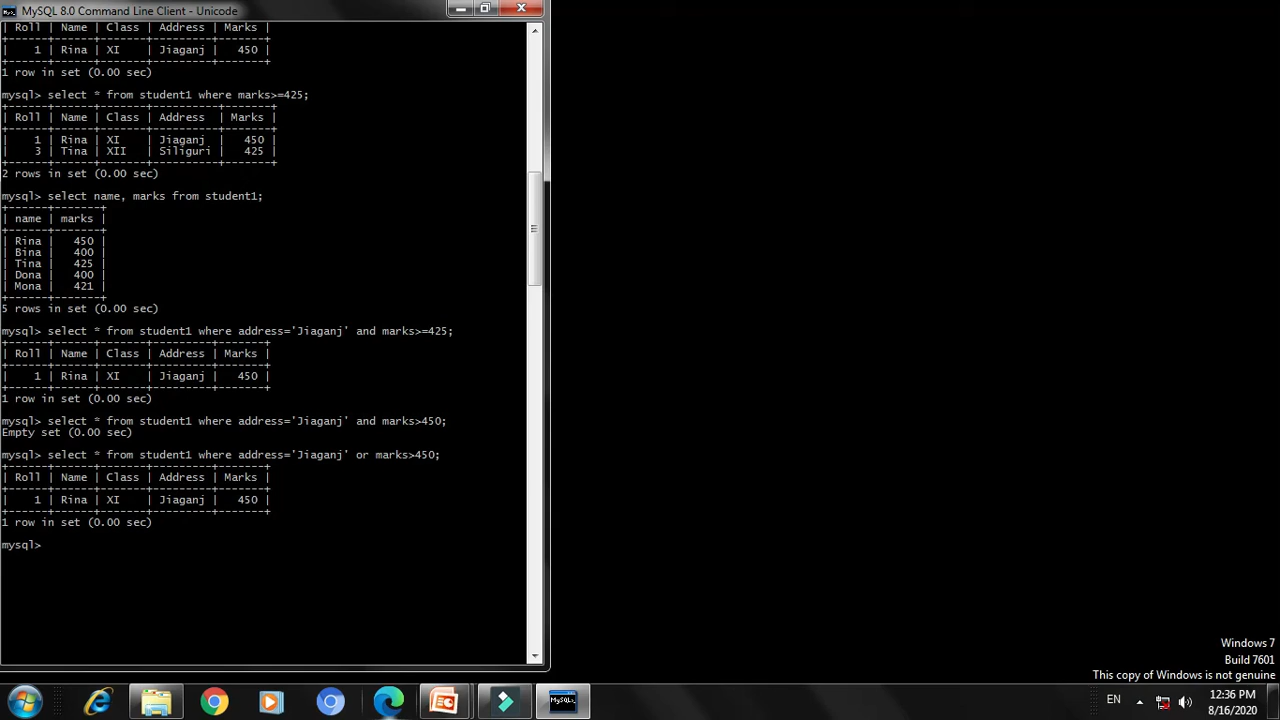 MySQL 8.0 Command Line Client - Unicode
| Roll | Name | Class | Address | Marks |
+------+------+-------+---------+-------+
|    1 | Rina | XI    | Jiaganj |   450 |
+------+------+-------+---------+-------+
1 row in set (0.00 sec)
mysql> select * from student1 where marks>=425;
+------+------+-------+----------+-------+
| Roll | Name | Class | Address  | Marks |
+------+------+-------+----------+-------+
|    1 | Rina | XI    | Jiaganj  |   450 |
|    3 | Tina | XII   | Siliguri |   425 |
+------+------+-------+----------+-------+
2 rows in set (0.00 sec)
mysql> select name, marks from student1;
+------+-------+
| name | marks |
+------+-------+
| Rina |   450 |
| Bina |   400 |
| Tina |   425 |
| Dona |   400 |
| Mona |   421 |
+------+-------+
5 rows in set (0.00 sec)
mysql> select * from student1 where address='Jiaganj' and marks>=425;
+------+------+-------+---------+-------+
| Roll | Name | Class | Address | Marks |
+------+------+-------+---------+-------+
|    1 | Rina | XI    | Jiaganj |   450 |
+------+------+-------+---------+-------+
1 row in set (0.00 sec)
mysql> select * from student1 where address='Jiaganj' and marks>450;
Empty set (0.00 sec)
mysql> select * from student1 where address='Jiaganj' or marks>450;
+------+------+-------+---------+-------+
| Roll | Name | Class | Address | Marks |
+------+------+-------+---------+-------+
|    1 | Rina | XI    | Jiaganj |   450 |
+------+------+-------+---------+-------+
1 row in set (0.00 sec)
mysql>
Windows 7
Build 7601
This copy of Windows is not genuine
EN
12:36 PM
8/16/2020